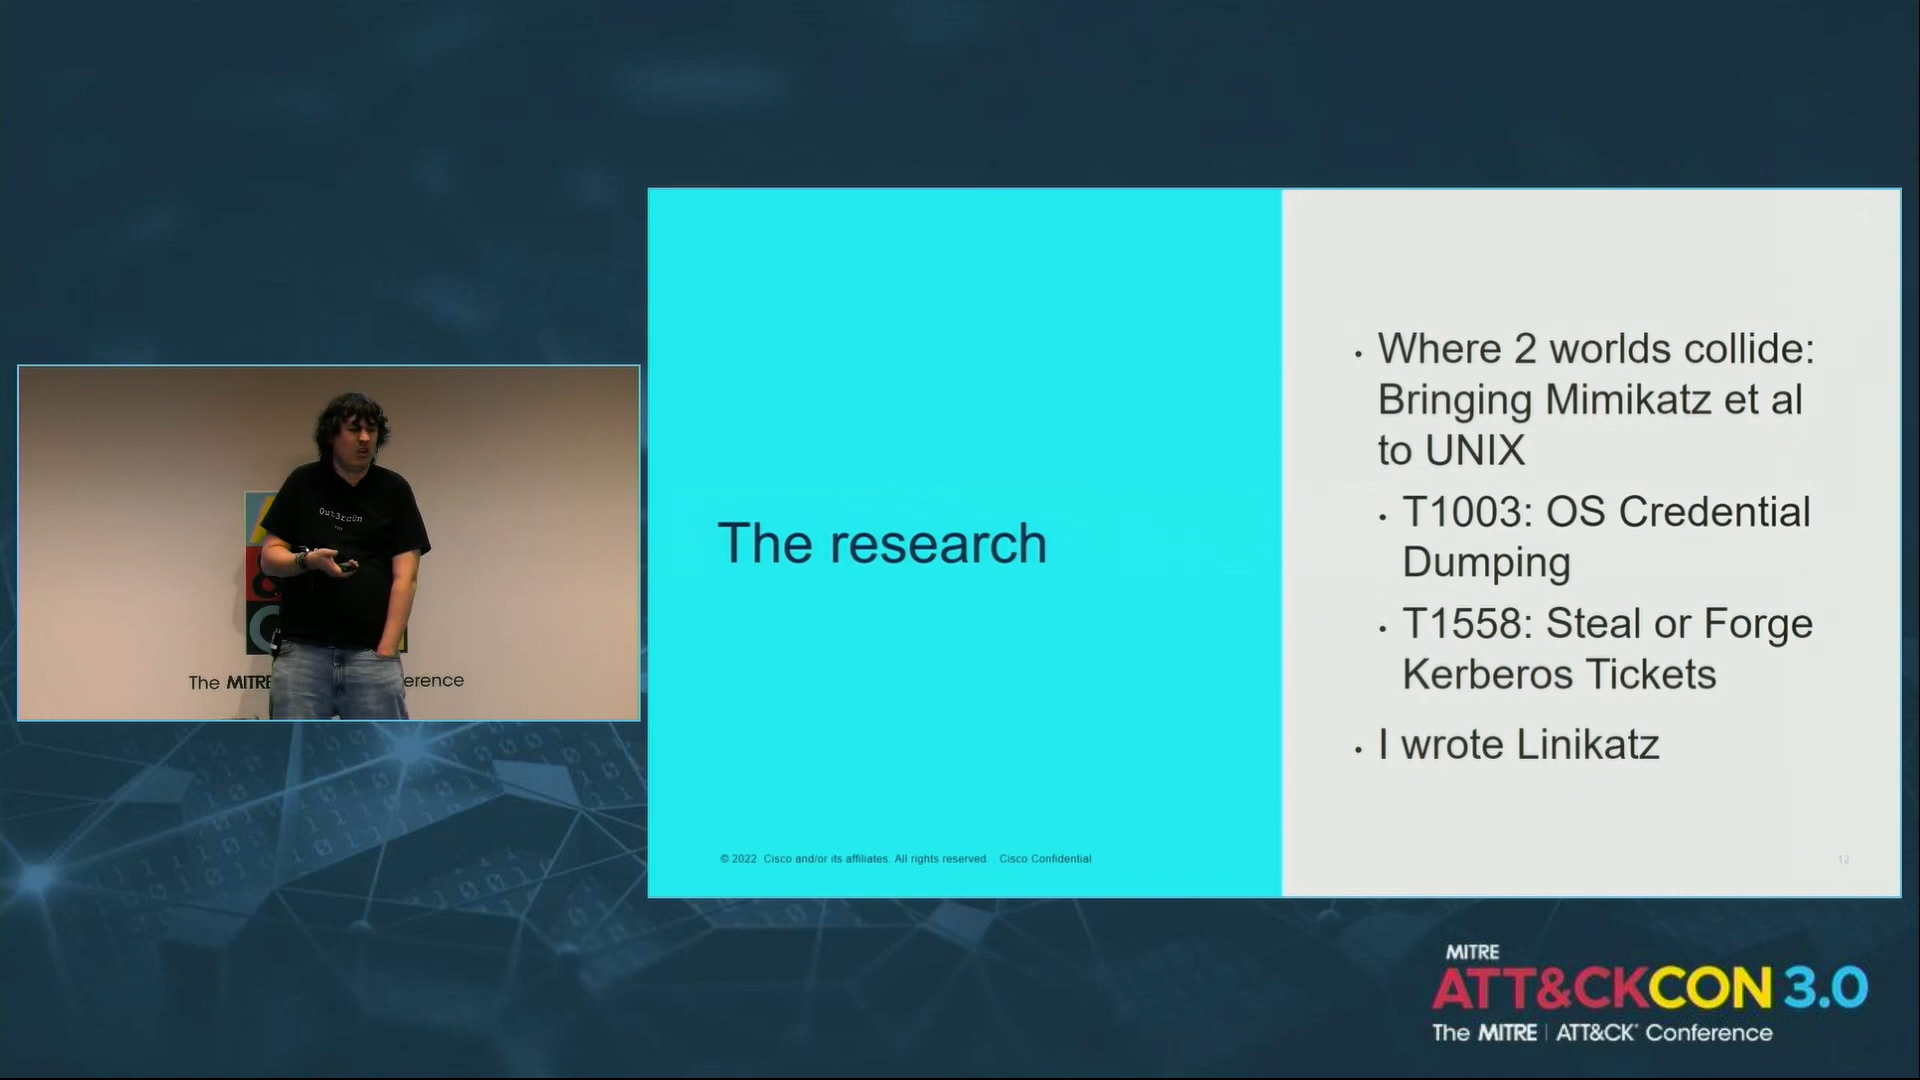 Out3rc0n
The MITRE
erence
The research
© 2022 Cisco and/or its affiliates. All rights reserved. Cisco Confidential
• Where 2 worlds collide:
Bringing Mimikatz et al
to UNIX
• T1003: OS Credential
Dumping
• T1558: Steal or Forge
Kerberos Tickets
• I wrote Linikatz
12
MITRE
ATT&CKCON 3.0
The MITRE | ATT&CK® Conference